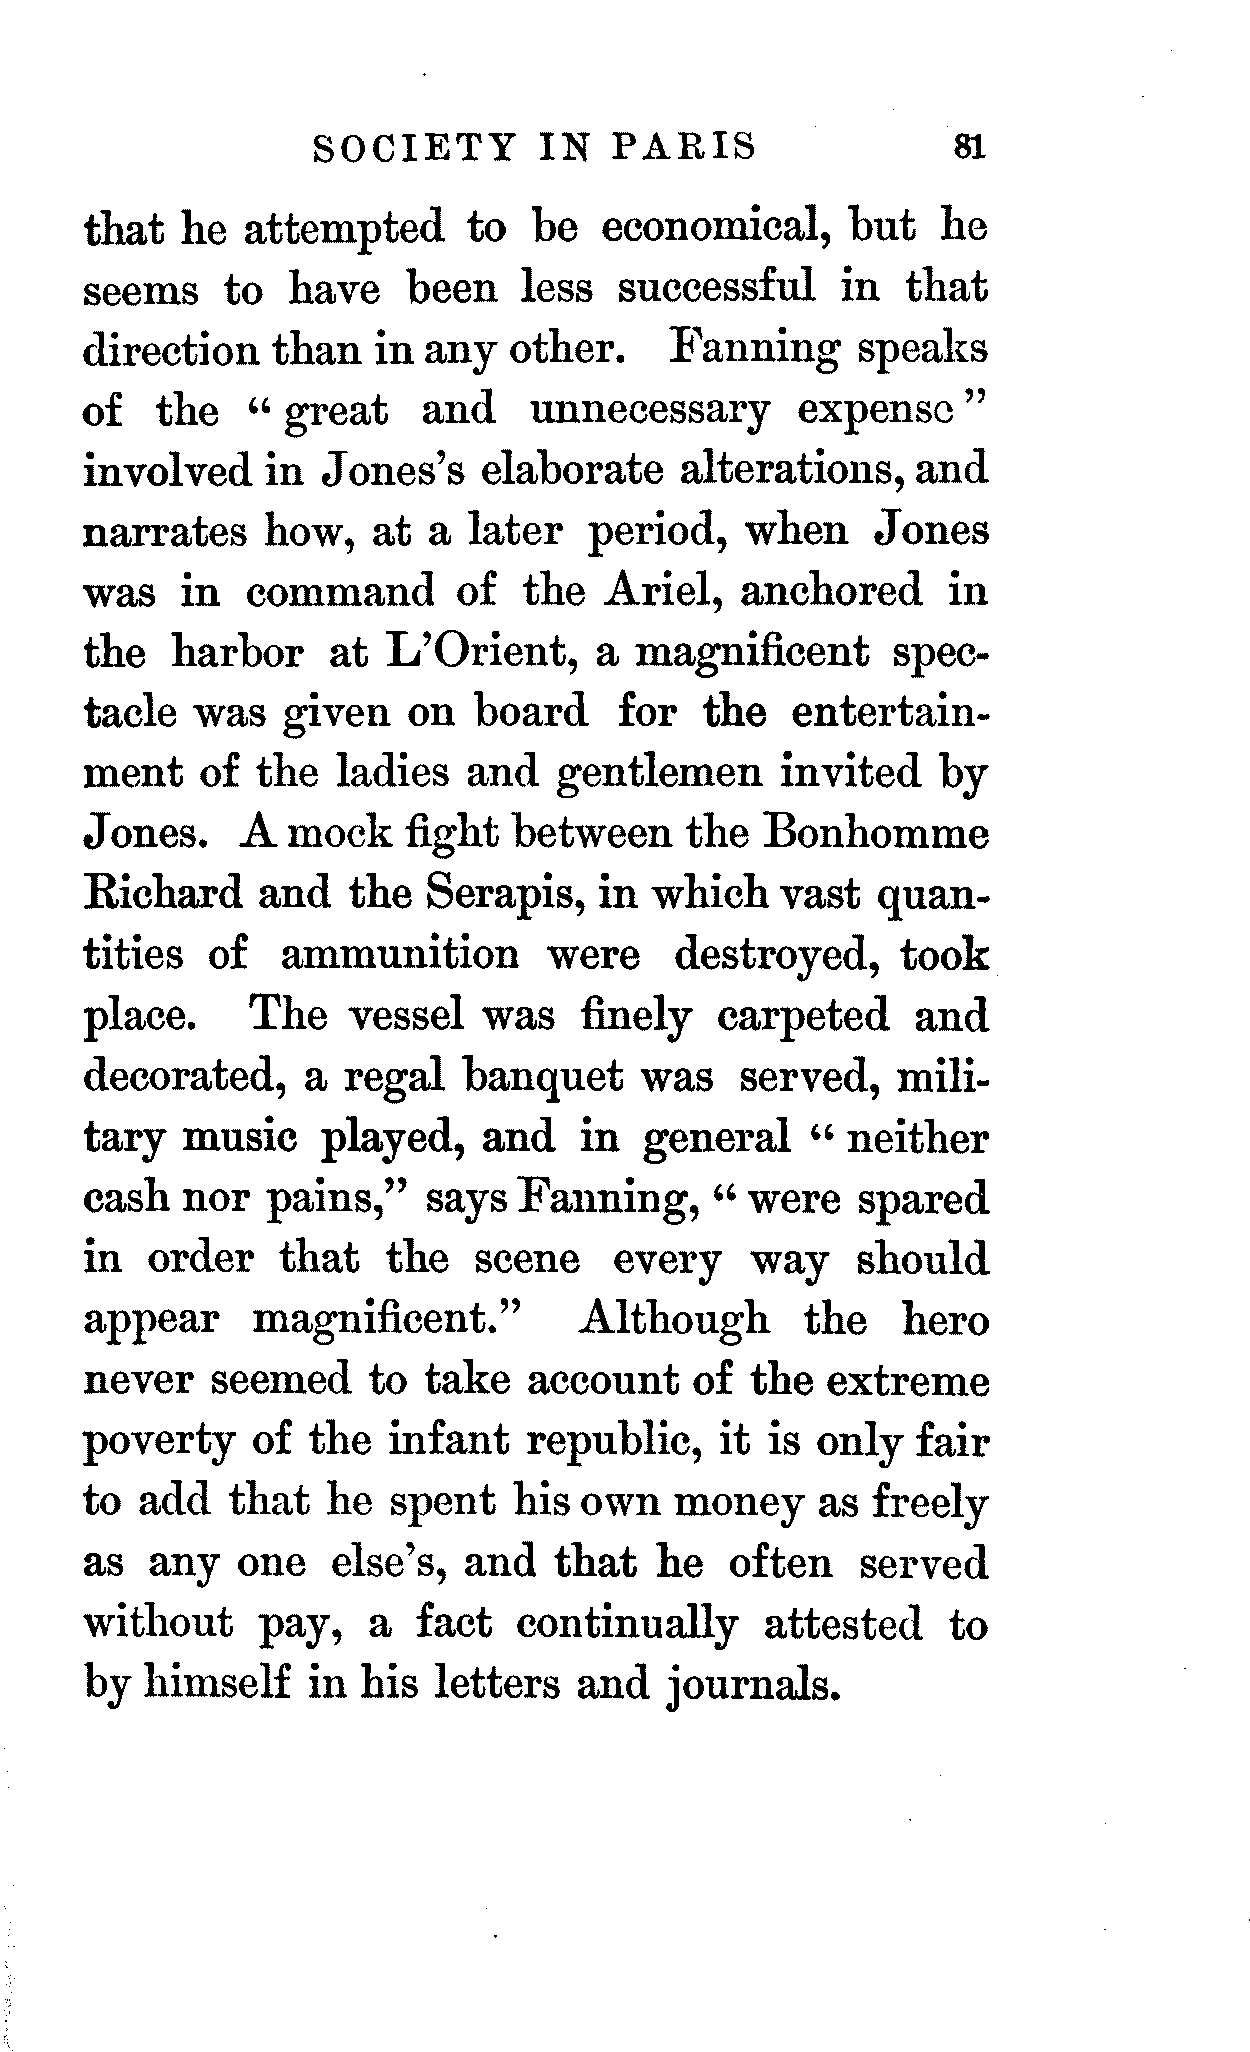 SOCIETY IN PARIS 81
that he attempted to be economical, but he
seems to have been less successful in that
direction than in any other. Fanning speaks
of the “ great and unnecessary expense ”
involved in Jones’s elaborate alterations, and
narrates how, at a later period, when Jones
was in command of the Ariel, anchored in
the harbor at L’Orient, a magnificent spec-
tacle was given on board for the entertain-
ment of the ladies and gentlemen invited by
Jones. A mock fight between the Bonhomme
Richard and the Serapis, in which vast quan-
tities of ammunition were destroyed, took
place. The vessel was finely carpeted and
decorated, a regal banquet was served, mili-
tary music played, and in general “ neither
cash nor pains,” says Fanning, “ were spared
in order that the scene every way should
appear magnificent.” Although the hero
never seemed to take account of the extreme
poverty of the infant republic, it is only fair
to add that he spent his own money as freely
as any one else’s, and that he often served
without pay, a fact continually attested to
by himself in his letters and journals.